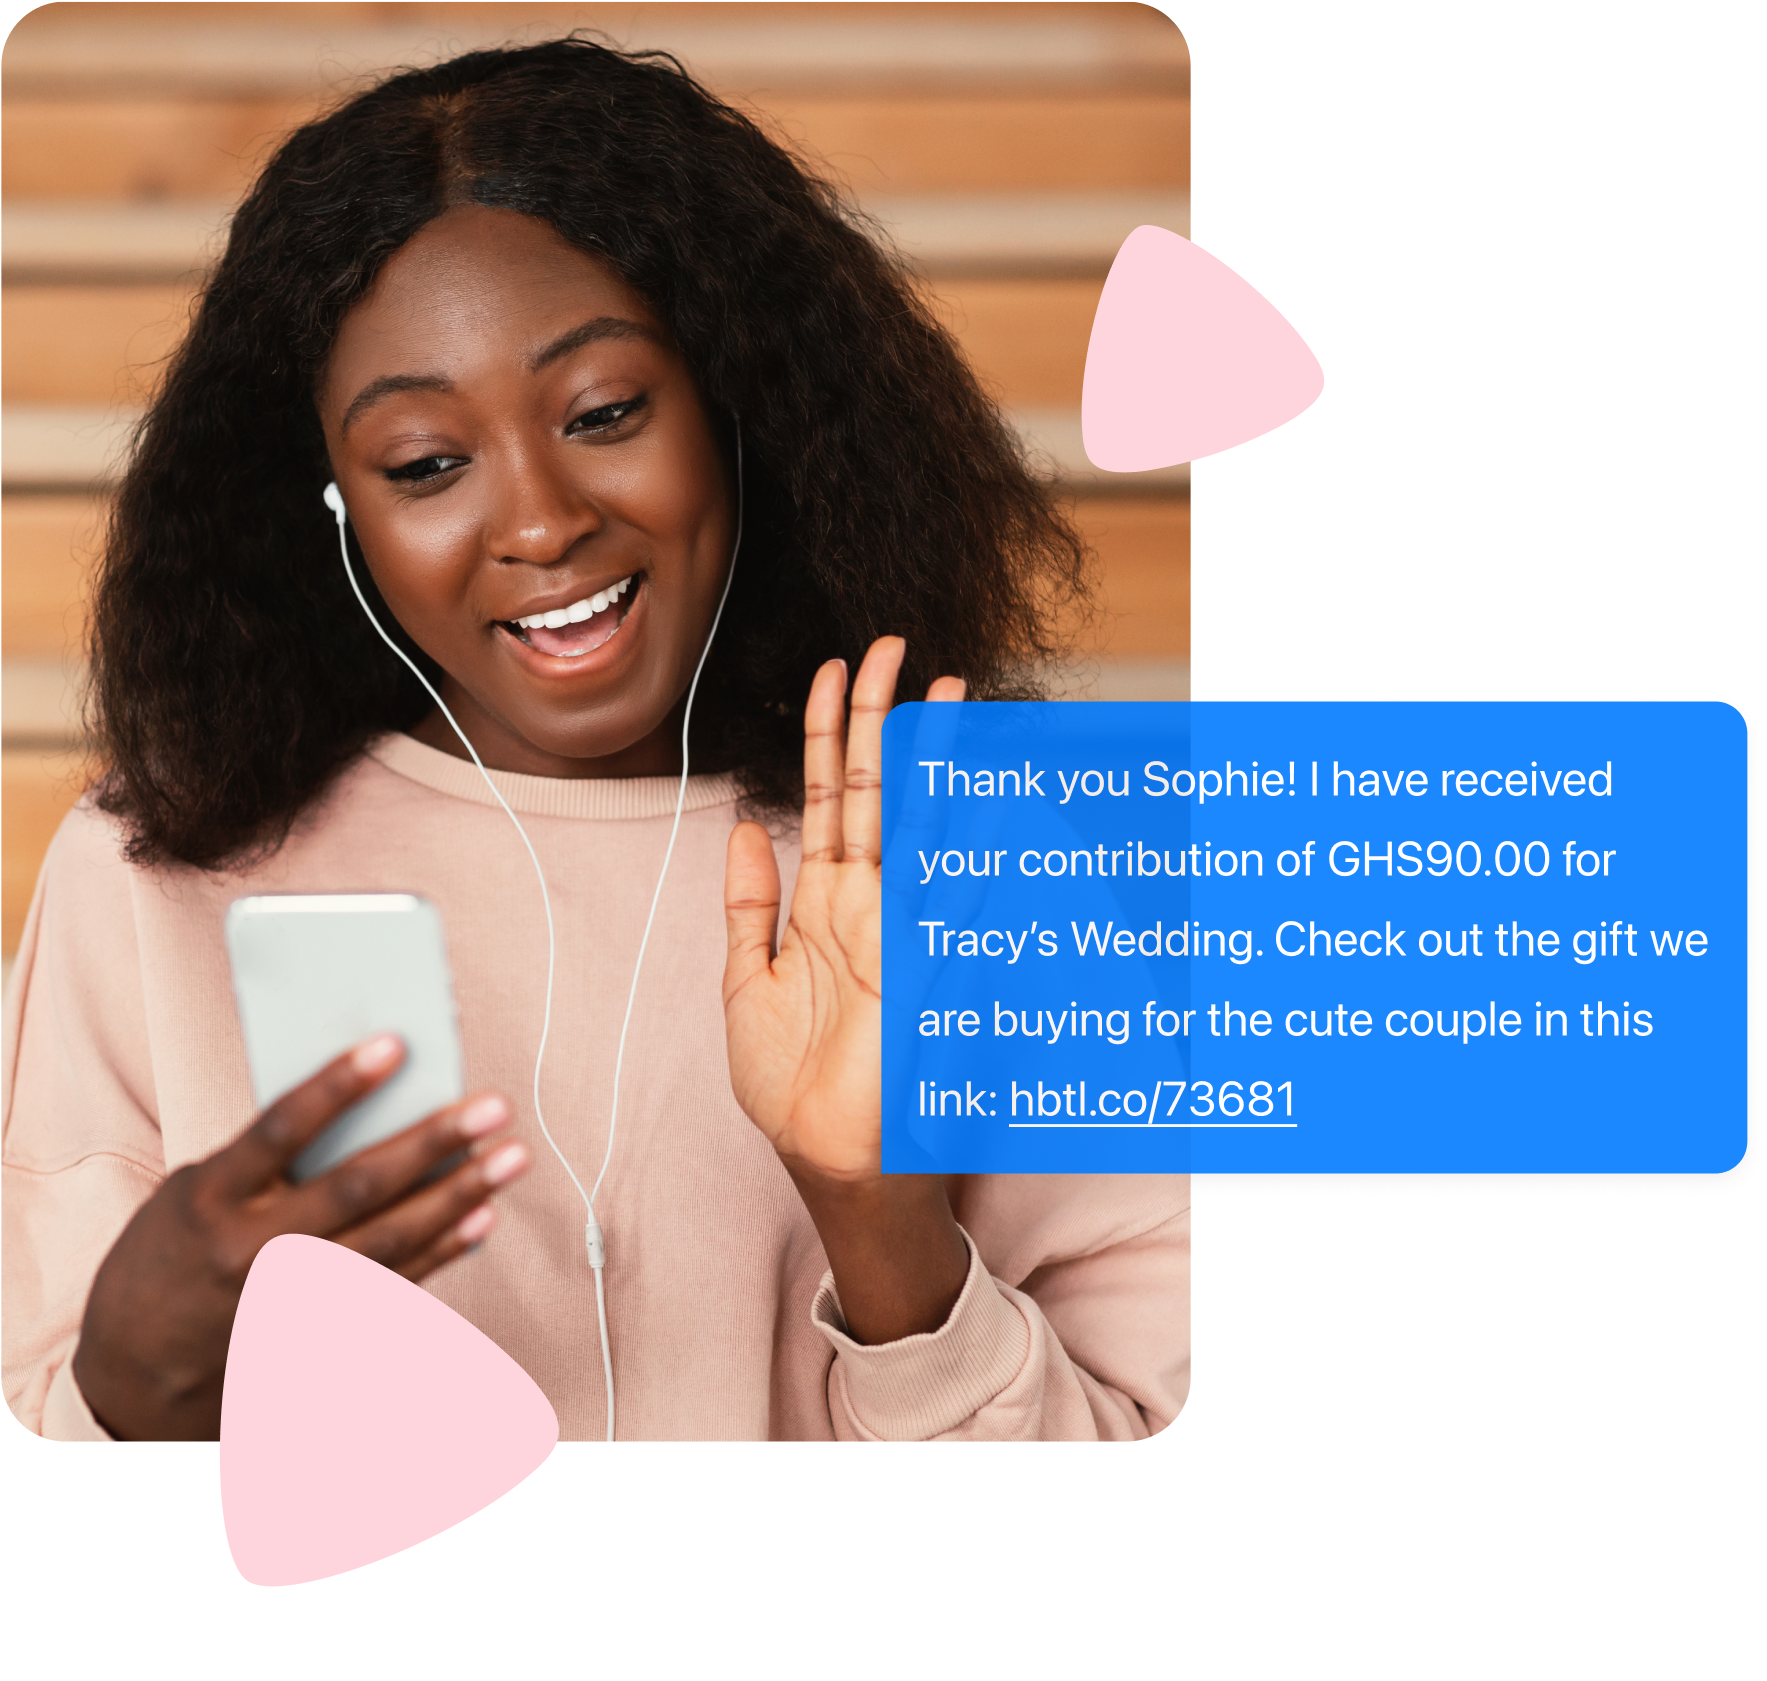 Thank you Sophie! I have received
your contribution of GHS90.00 for
Tracy’s Wedding. Check out the gift we
are buying for the cute couple in this
link: hbtl.co/73681